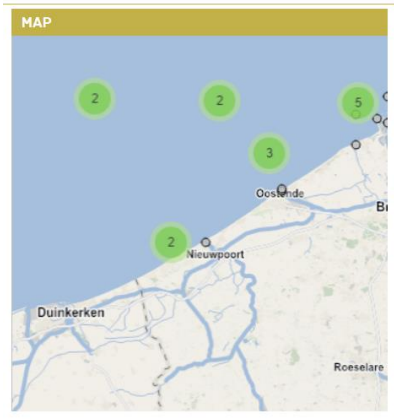 MAP
2
2
5
3
Oostende
Br
2
Nieuwpoort
Duinkerken
Roeselare